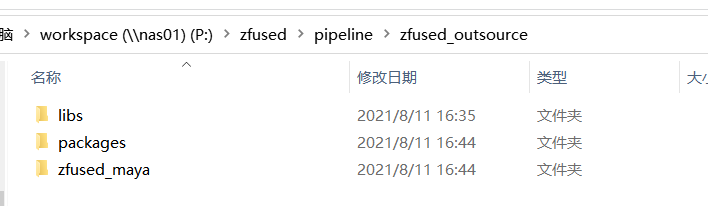 脑 > workspace (\\nas01) (P:) > zfused > pipeline > zfused_outsource
名称 修改日期 类型 大小
libs 2021/8/11 16:35 文件夹
packages 2021/8/11 16:44 文件夹
zfused_maya 2021/8/11 16:44 文件夹